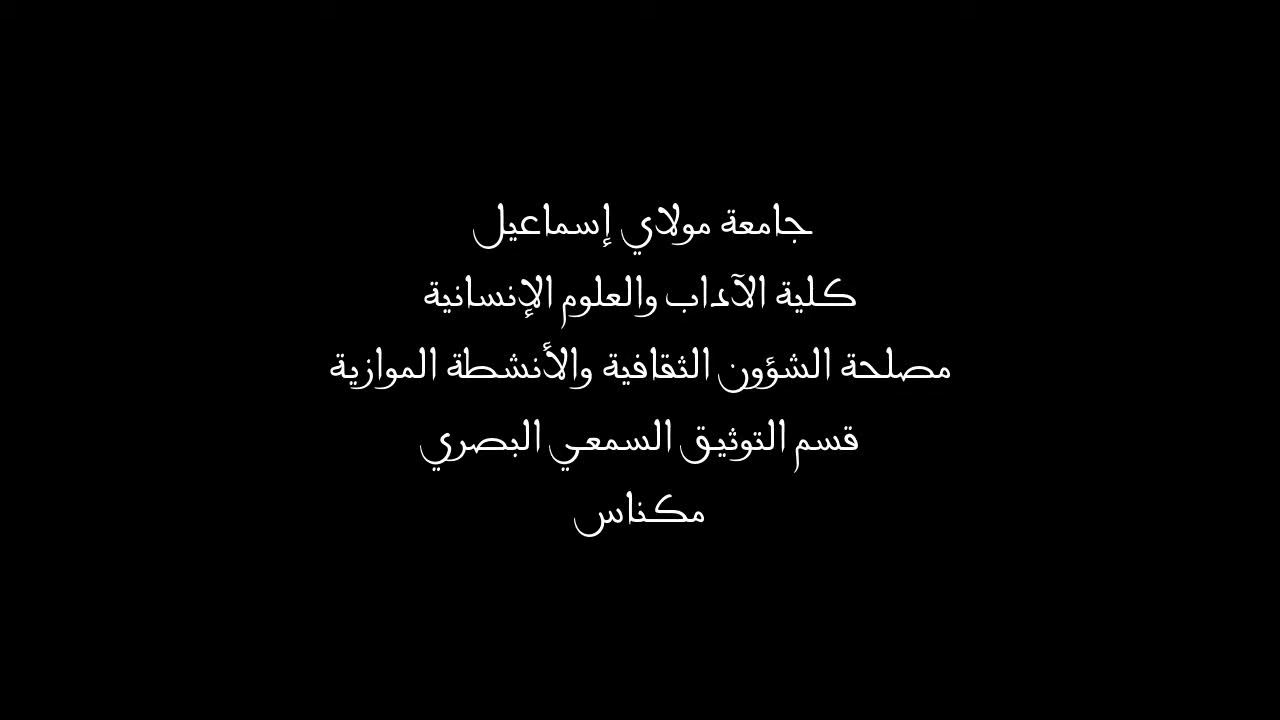 جامعة مولاي إسماعيل
كلية الآداب والعلوم الإنسانية
مصلحة الشؤون الثقافية والأنشطة الموازية
قسم التوثيق السمعي البصري
مكناس